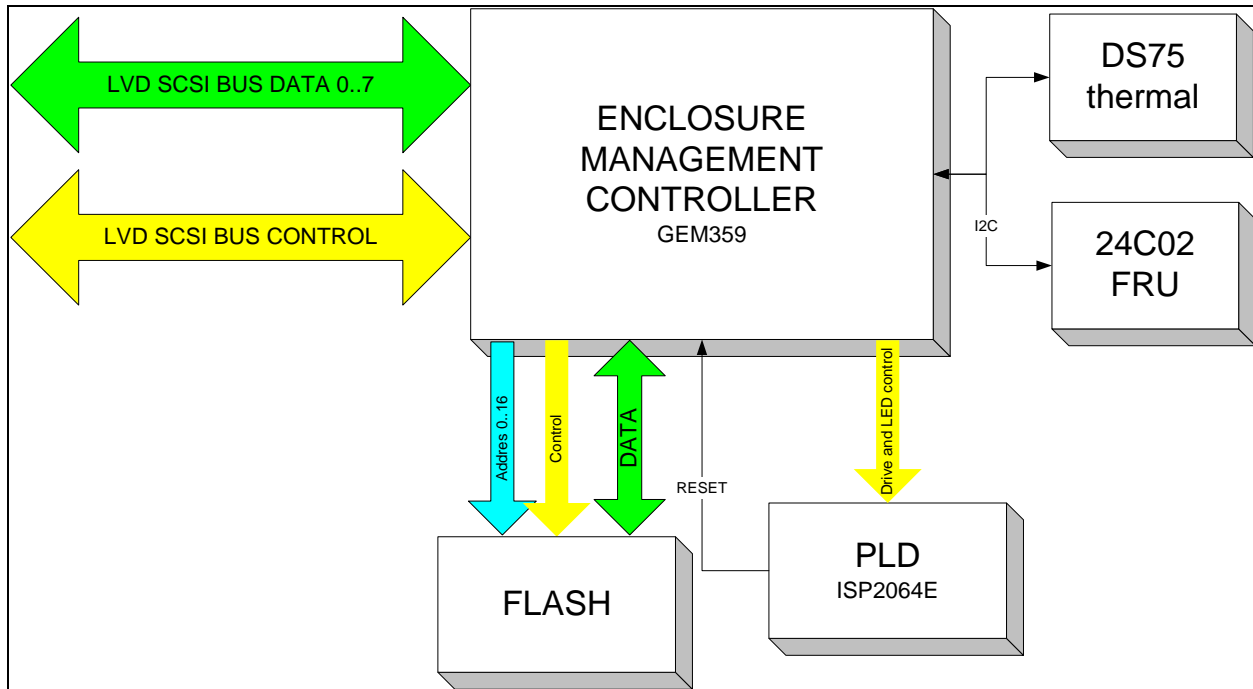 LVD SCSI BUS DATA 0..7
LVD SCSI BUS CONTROL
ENCLOSURE
MANAGEMENT
CONTROLLER
GEM359
DS75
thermal
I2C
24C02
FRU
Addres 0..16
Control
DATA
RESET
Drive and LED control
FLASH
PLD
ISP2064E